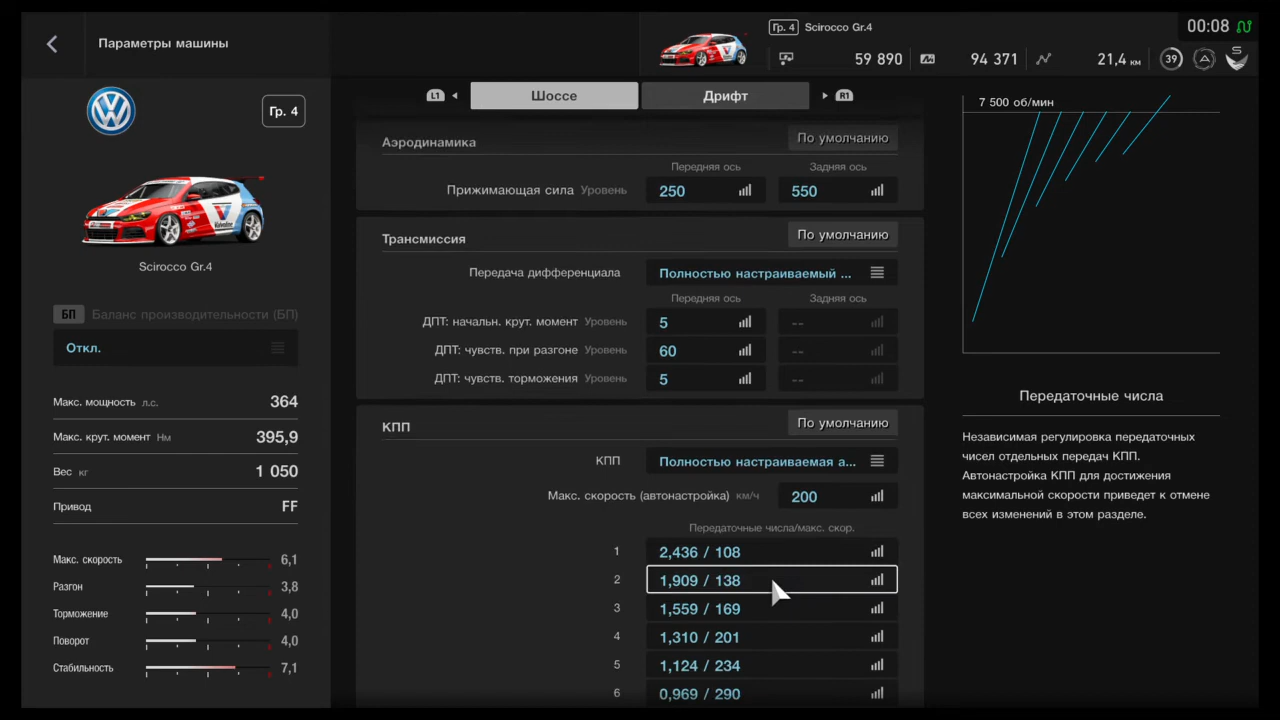 Параметры машины
Гр. 4 Scirocco Gr.4
00:08
59 890 94 371 21,4 км 39 S
L1 Шоссе Дрифт R1
Гр. 4
Scirocco Gr.4
БП Баланс производительности (БП)
Откл.
Макс. мощность л.с. 364
Макс. крут. момент Нм 395,9
Вес кг 1 050
Привод FF
Макс. скорость 6,1
Разгон 3,8
Торможение 4,0
Поворот 4,0
Стабильность 7,1
Аэродинамика По умолчанию
Передняя ось Задняя ось
Прижимающая сила Уровень 250 550
Трансмиссия По умолчанию
Передача дифференциала Полностью настраиваемый ...
Передняя ось Задняя ось
ДПТ: начальн. крут. момент Уровень 5 --
ДПТ: чувств. при разгоне Уровень 60 --
ДПТ: чувств. торможения Уровень 5 --
КПП По умолчанию
КПП Полностью настраиваемая а...
Макс. скорость (автонастройка) км/ч 200
Передаточные числа/макс. скор.
1 2,436 / 108
2 1,909 / 138
3 1,559 / 169
4 1,310 / 201
5 1,124 / 234
6 0,969 / 290
7 500 об/мин
Передаточные числа
Независимая регулировка передаточных
чисел отдельных передач КПП.
Автонастройка КПП для достижения
максимальной скорости приведет к отмене
всех изменений в этом разделе.